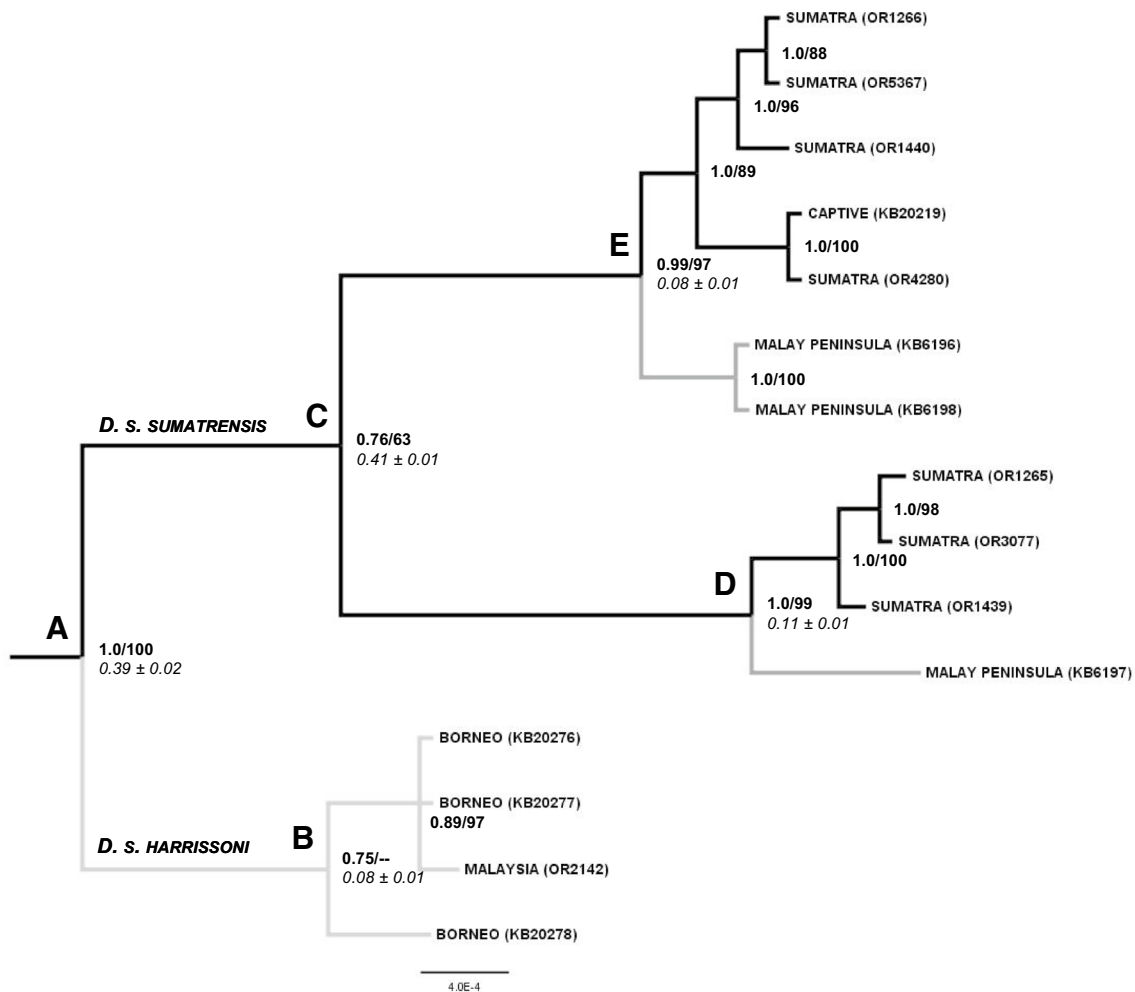 SUMATRA (OR1266)
1.0/88
SUMATRA (OR5367)
1.0/96
SUMATRA (OR1440)
1.0/89
CAPTIVE (KB20219)
E
1.0/100
0.99/97
0.08 ± 0.01
SUMATRA (OR4280)
MALAY PENINSULA (KB6196)
1.0/100
MALAY PENINSULA (KB6198)
D. S. SUMATRENSIS
C
0.76/63
0.41 ± 0.01
SUMATRA (OR1265)
1.0/98
SUMATRA (OR3077)
1.0/100
D
1.0/99
0.11 ± 0.01
SUMATRA (OR1439)
A
1.0/100
0.39 ± 0.02
MALAY PENINSULA (KB6197)
BORNEO (KB20276)
BORNEO (KB20277)
0.89/97
D. S. HARRISSONI
B
0.75/--
0.08 ± 0.01
MALAYSIA (OR2142)
BORNEO (KB20278)
4.0E-4